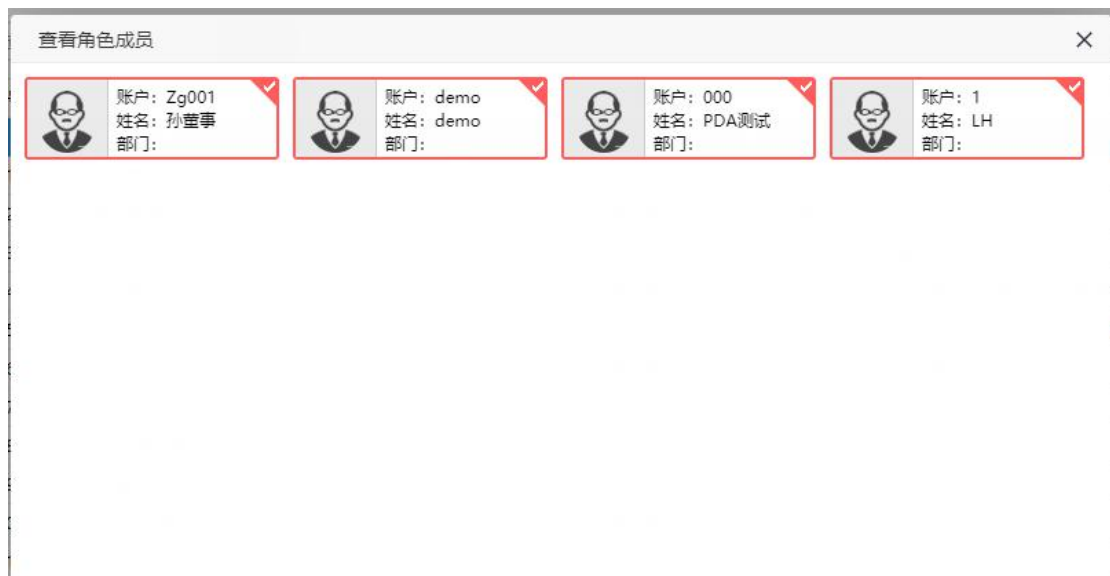 查看角色成员
账户: Zg001
姓名: 孙董事
部门:
账户: demo
姓名: demo
部门:
账户: 000
姓名: PDA测试
部门:
账户: 1
姓名: LH
部门: